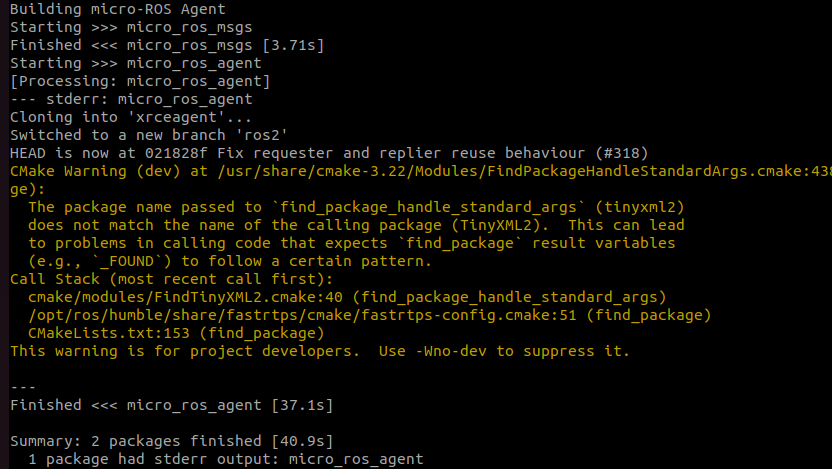 Building micro-ROS Agent
Starting >>> micro_ros_msgs
Finished <<< micro_ros_msgs [3.71s]
Starting >>> micro_ros_agent
[Processing: micro_ros_agent]
--- stderr: micro_ros_agent
Cloning into 'xrceagent'...
Switched to a new branch 'ros2'
HEAD is now at 021828f Fix requester and replier reuse behaviour (#318)
CMake Warning (dev) at /usr/share/cmake-3.22/Modules/FindPackageHandleStandardArgs.cmake:438
ge):
  The package name passed to `find_package_handle_standard_args` (tinyxml2)
  does not match the name of the calling package (TinyXML2).  This can lead
  to problems in calling code that expects `find_package` result variables
  (e.g., `_FOUND`) to follow a certain pattern.
Call Stack (most recent call first):
  cmake/modules/FindTinyXML2.cmake:40 (find_package_handle_standard_args)
  /opt/ros/humble/share/fastrtps/cmake/fastrtps-config.cmake:51 (find_package)
  CMakeLists.txt:153 (find_package)
This warning is for project developers.  Use -Wno-dev to suppress it.
---
Finished <<< micro_ros_agent [37.1s]
Summary: 2 packages finished [40.9s]
  1 package had stderr output: micro_ros_agent